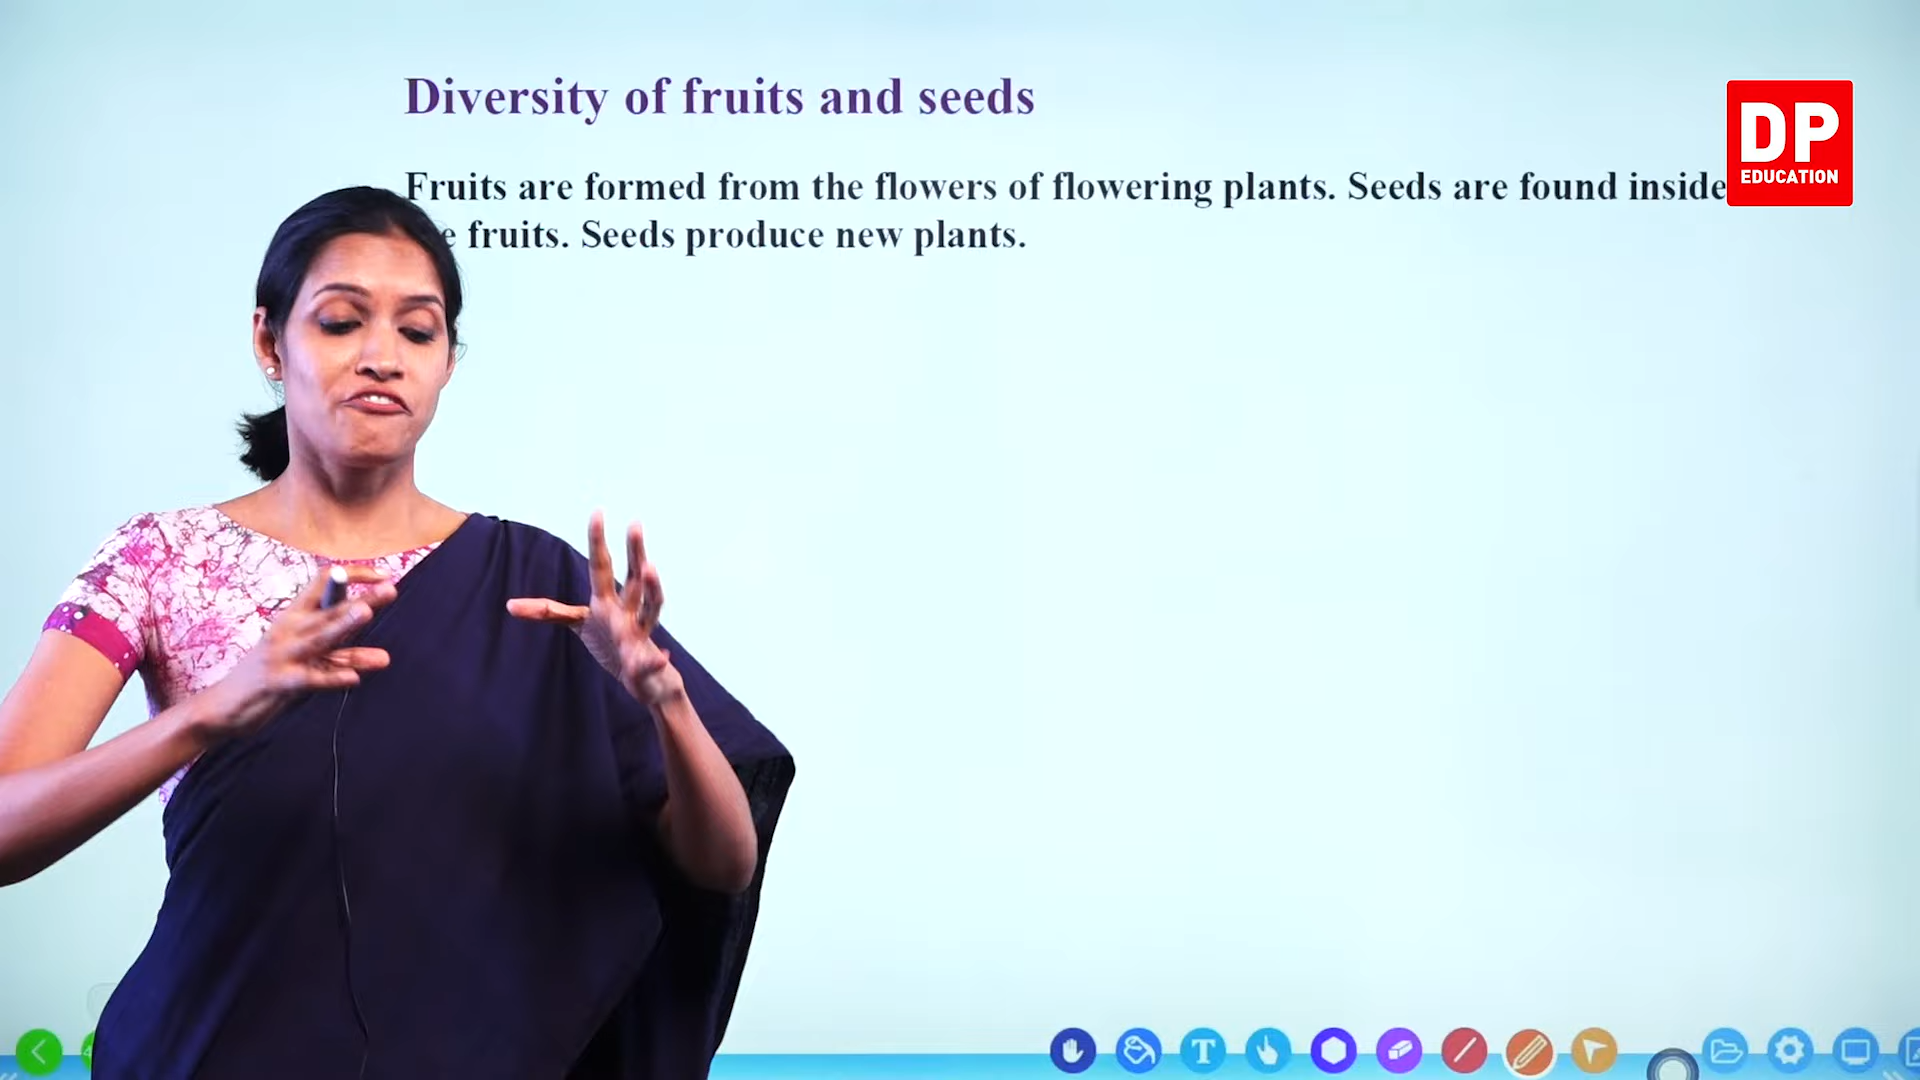 Diversity of fruits and seeds
DP
EDUCATION
Fruits are formed from the flowers of flowering plants. Seeds are found inside
fruits. Seeds produce new plants.
T